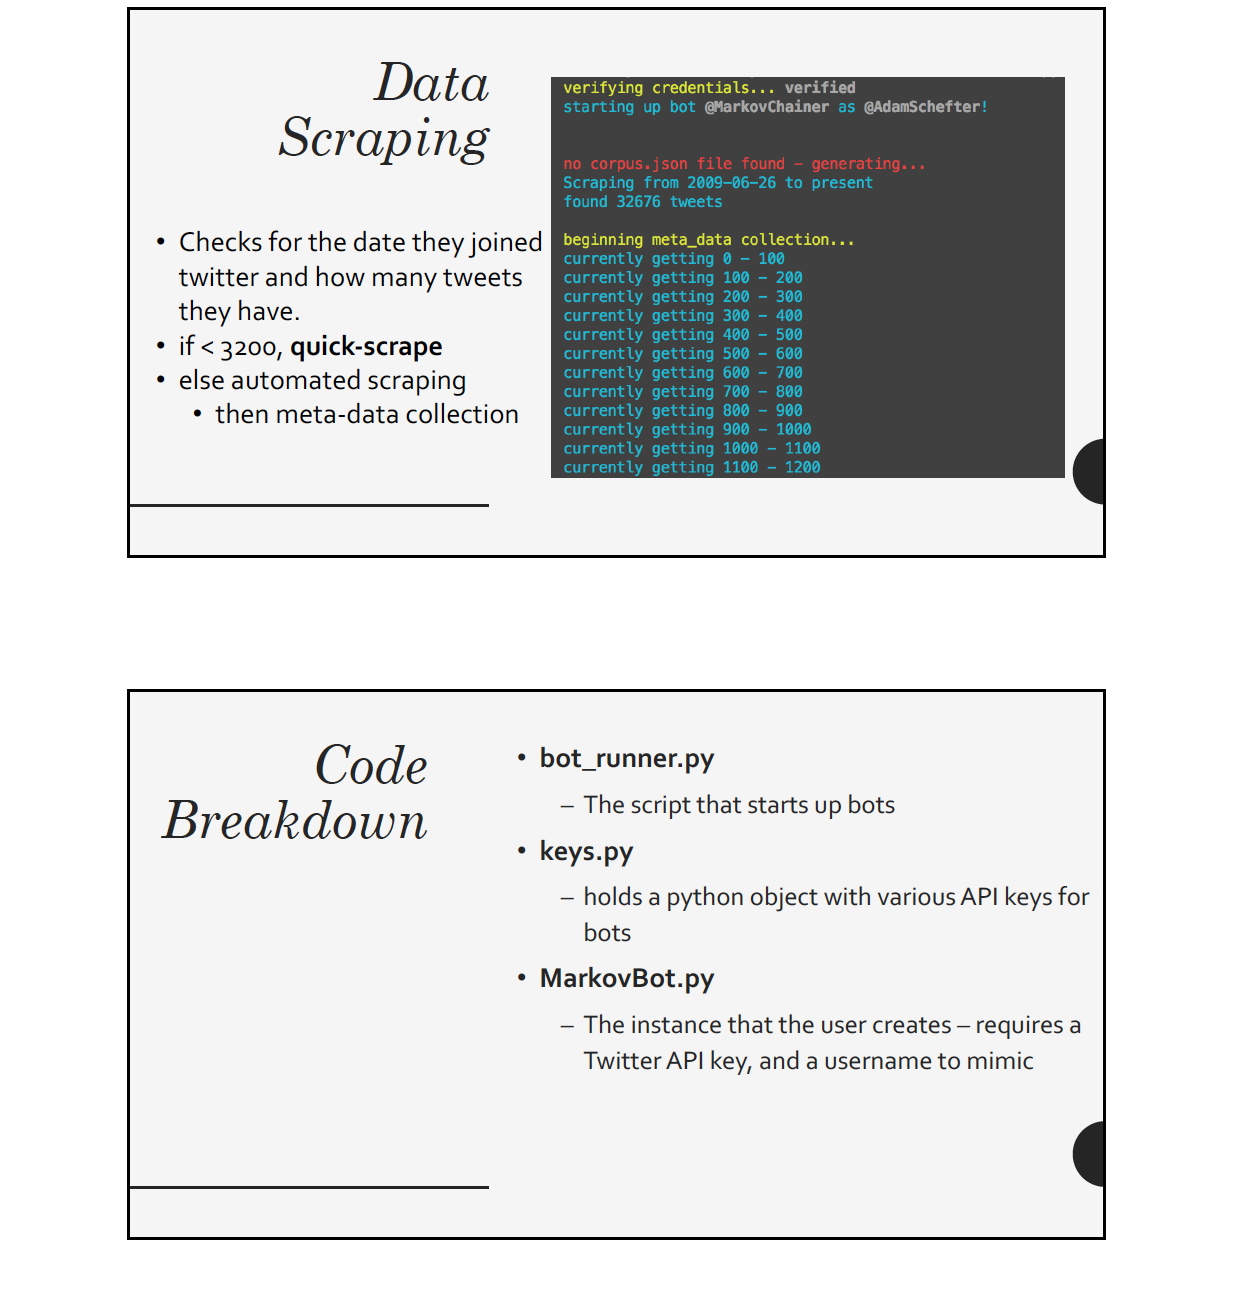 Data
Scraping
• Checks for the date they joined
twitter and how many tweets
they have.
• if < 3200, quick-scrape
• else automated scraping
• then meta-data collection
verifying credentials... verified
starting up bot @MarkovChainer as @AdamSchefter!
no corpus.json file found – generating...
Scraping from 2009–06–26 to present
found 32676 tweets
beginning meta_data collection...
currently getting 0 – 100
currently getting 100 – 200
currently getting 200 – 300
currently getting 300 – 400
currently getting 400 – 500
currently getting 500 – 600
currently getting 600 – 700
currently getting 700 – 800
currently getting 800 – 900
currently getting 900 – 1000
currently getting 1000 – 1100
currently getting 1100 – 1200
Code
Breakdown
• bot_runner.py
– The script that starts up bots
• keys.py
– holds a python object with various API keys for
bots
• MarkovBot.py
– The instance that the user creates – requires a
Twitter API key, and a username to mimic